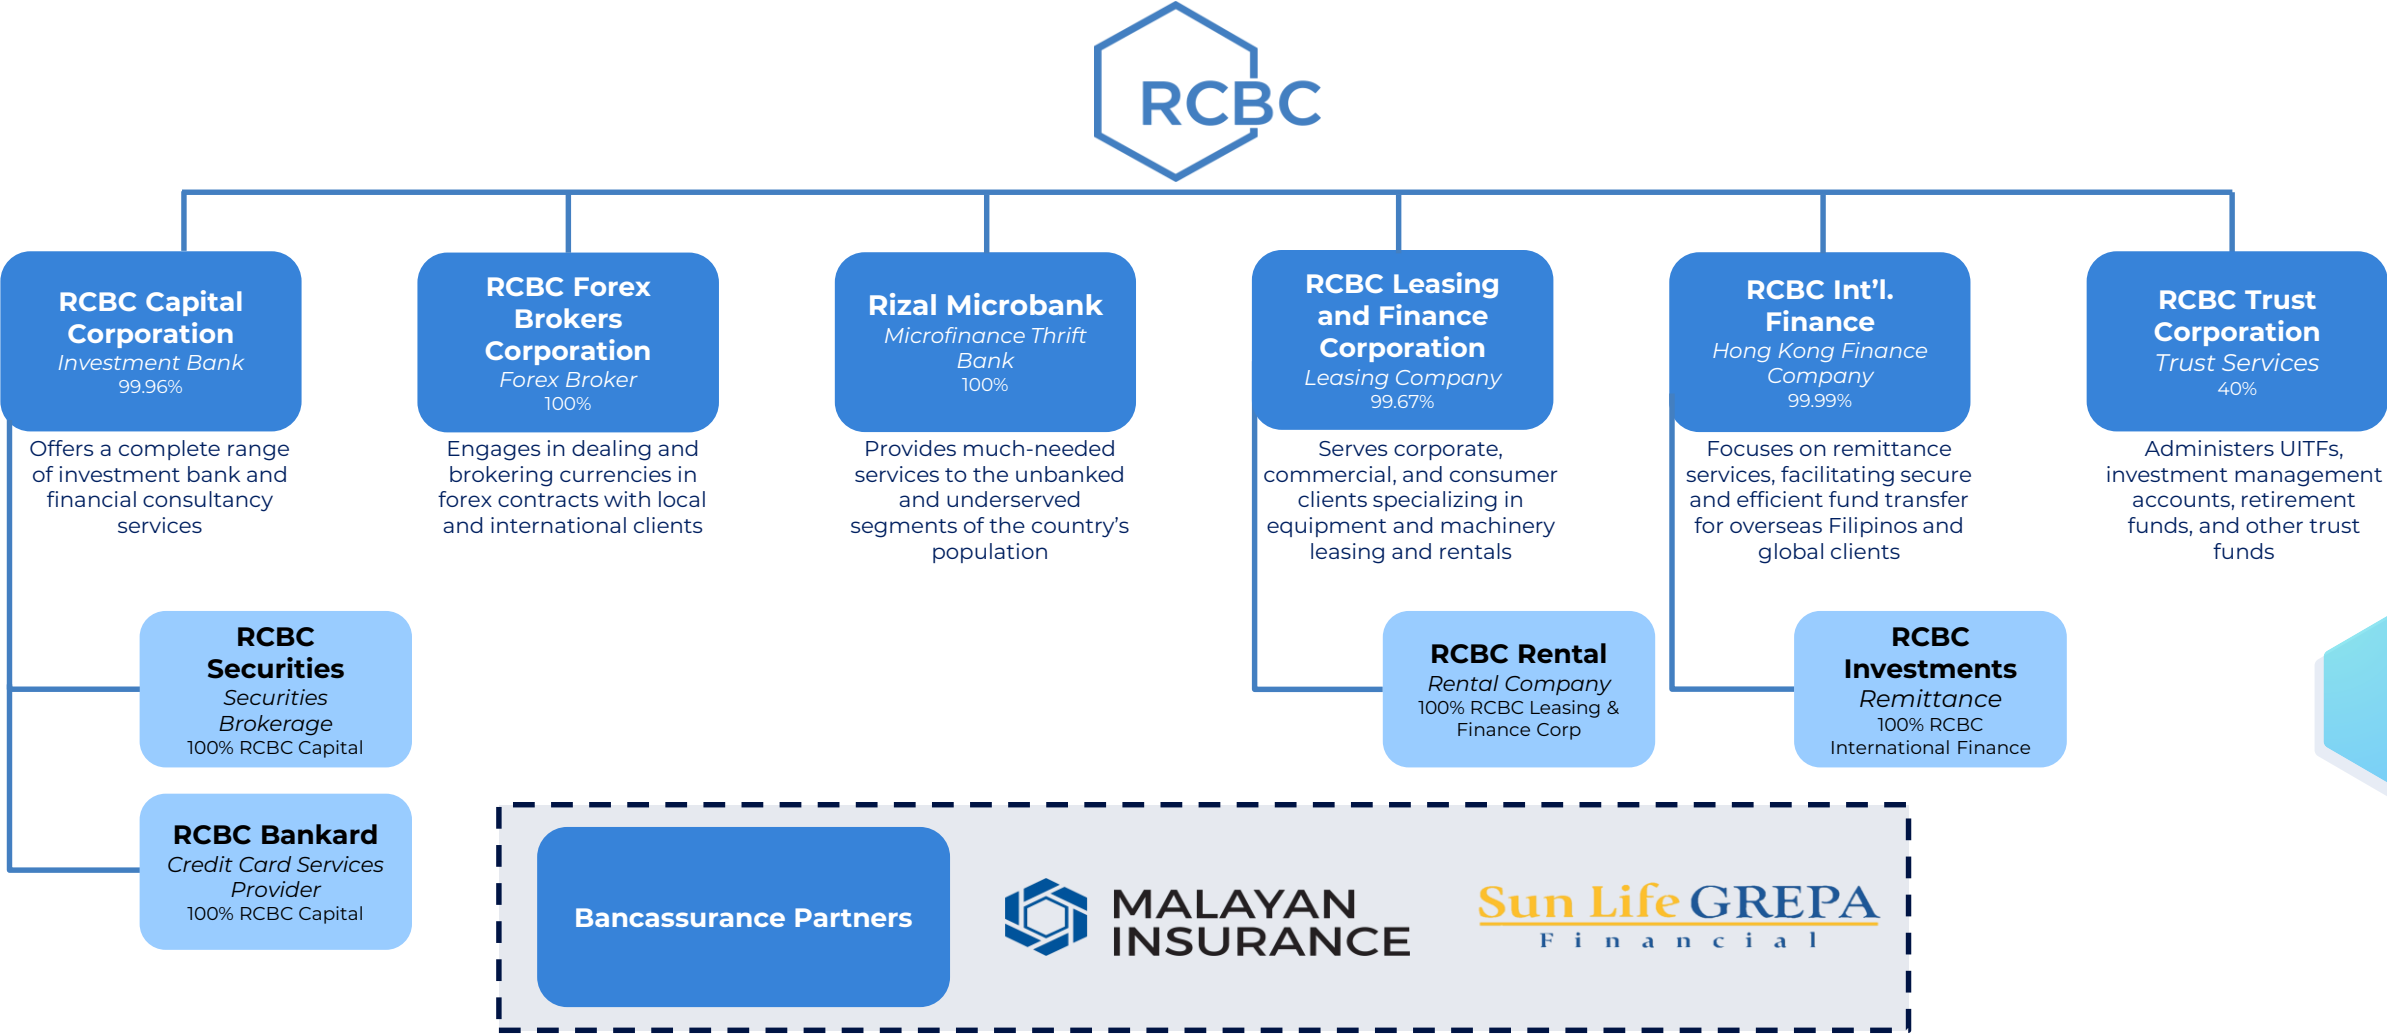 RCBC
RCBC Capital
Corporation
Investment Bank
99.96%
Offers a complete range
of investment bank and
financial consultancy
services
RCBC Forex
Brokers
Corporation
Forex Broker
100%
Engages in dealing and
brokering currencies in
forex contracts with local
and international clients
Rizal Microbank
Microfinance Thrift
Bank
100%
Provides much-needed
services to the unbanked
and underserved
segments of the country’s
population
RCBC Leasing
and Finance
Corporation
Leasing Company
99.67%
Serves corporate,
commercial, and consumer
clients specializing in
equipment and machinery
leasing and rentals
RCBC Int’l.
Finance
Hong Kong Finance
Company
99.99%
Focuses on remittance
services, facilitating secure
and efficient fund transfer
for overseas Filipinos and
global clients
RCBC Trust
Corporation
Trust Services
40%
Administers UITFs,
investment management
accounts, retirement
funds, and other trust
funds
RCBC
Securities
Securities
Brokerage
100% RCBC Capital
RCBC Bankard
Credit Card Services
Provider
100% RCBC Capital
RCBC Rental
Rental Company
100% RCBC Leasing &
Finance Corp
RCBC
Investments
Remittance
100% RCBC
International Finance
Bancassurance Partners
MALAYAN
INSURANCE
Sun Life GREPA
Financial